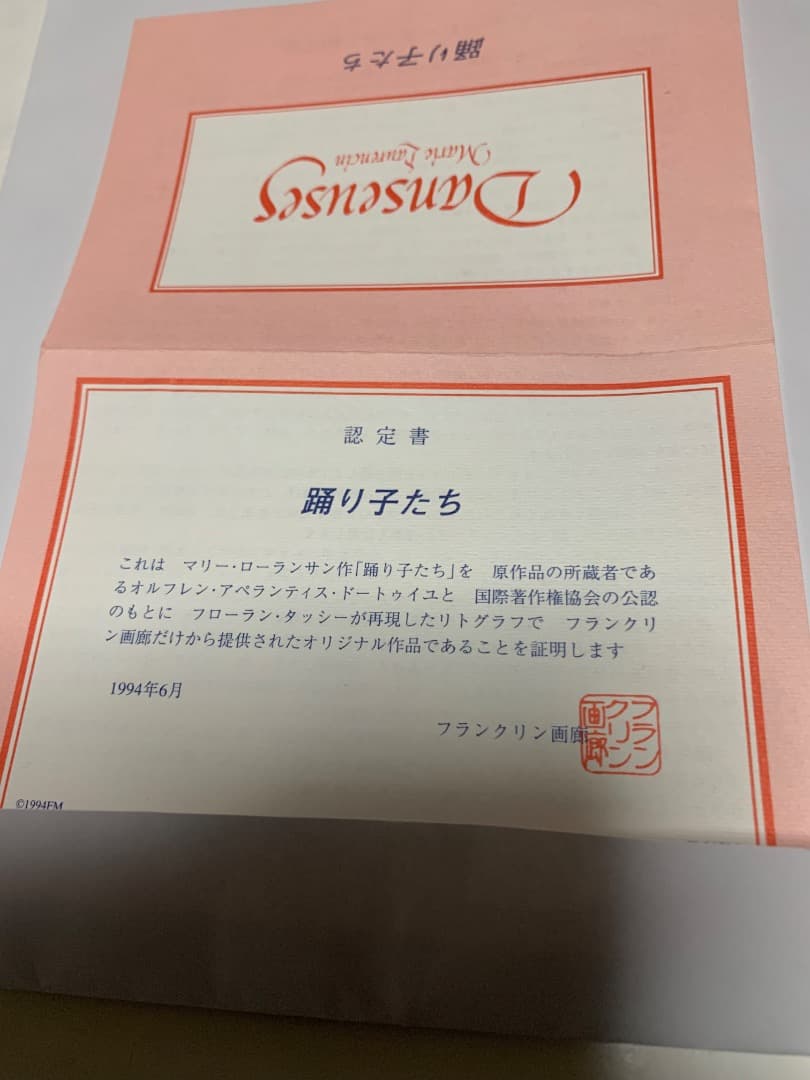 踊り子たち
Danseuses
Marie Laurencin
認定書
踊り子たち
これは　マリー・ローランサン作「踊り子たち」を　原作品の所蔵者であ
るオルフレン・アペランティス・ドートゥイユと　国際著作権協会の公認
のもとに　フローラン・タッシーが再現したリトグラフで　フランクリ
ン画廊だけから提供されたオリジナル作品であることを証明します
1994年6月
フランクリン画廊
フラン
クリン
画廊
©1994FM